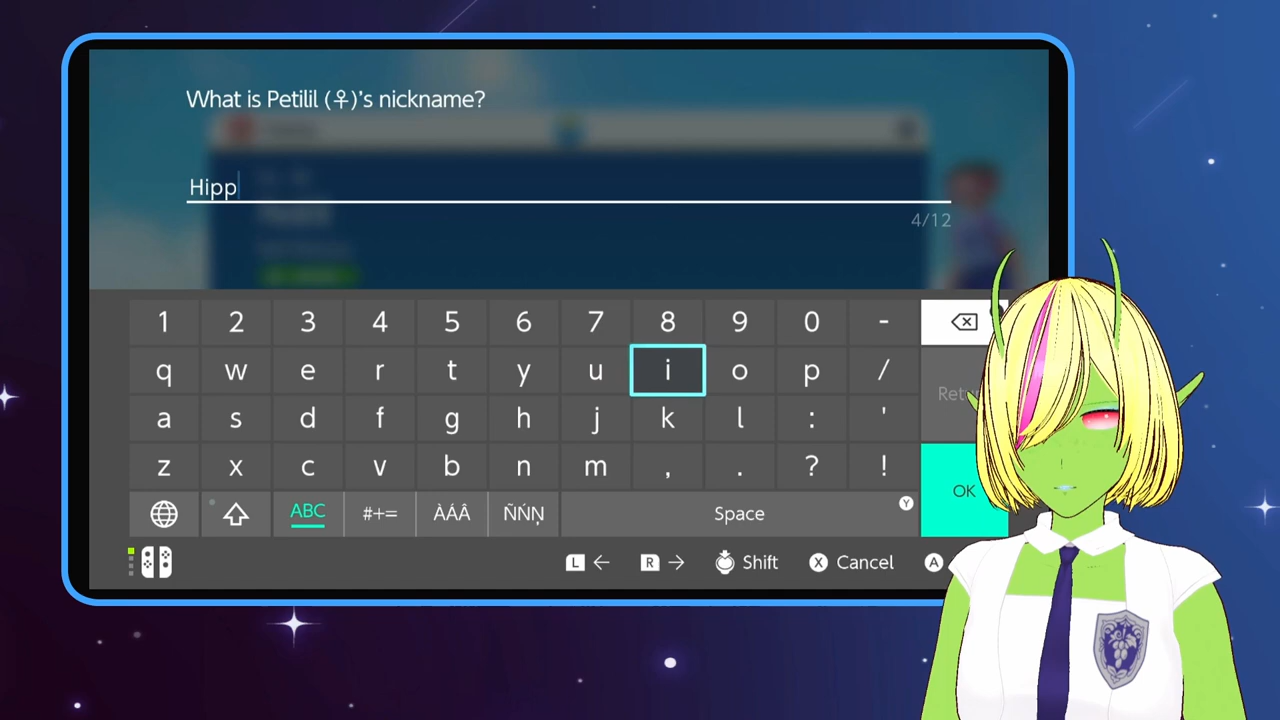 What is Petilil (♀)'s nickname?
Hipp
4/12
1 2 3 4 5 6 7 8 9 0 -
q w e r t y u i o p /
a s d f g h j k l : '
z x c v b n m , . ? !
OK
ABC #+= ÀÁÂ ÑŃŅ Space Y
L ← R → Shift X Cancel A